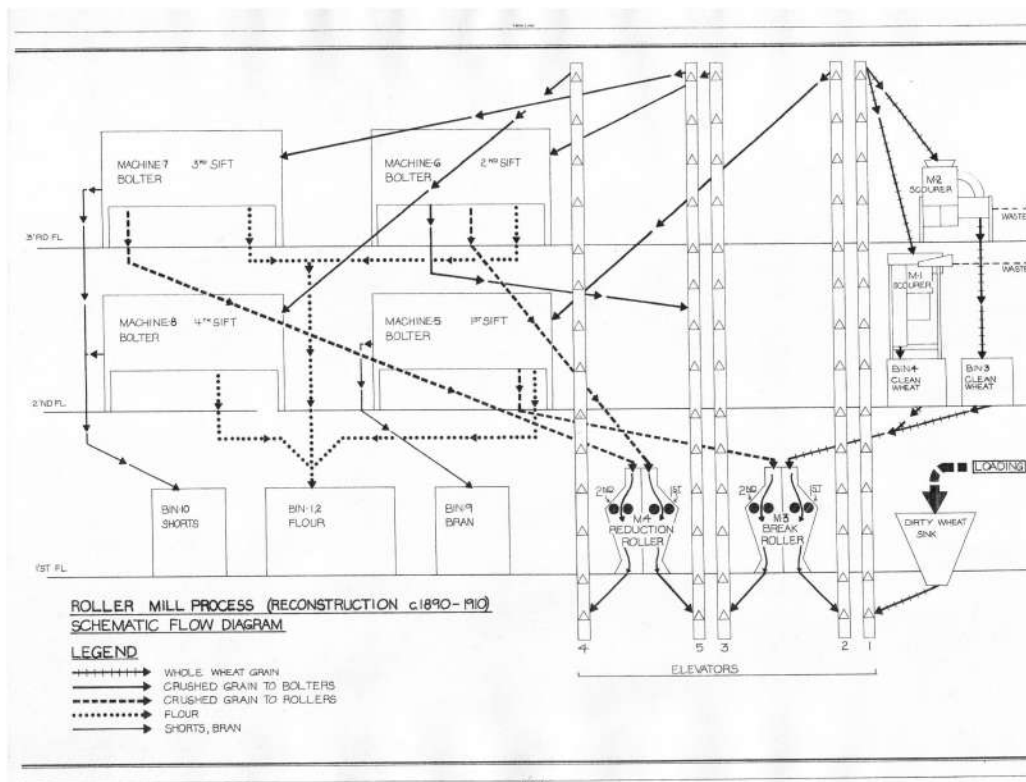 MACHINE·7 3RD SIFT
BOLTER
MACHINE·6 2ND SIFT
BOLTER
M·2
SCOURER
WASTE
3'RD FL.
M·1
SCOURER
WASTE
MACHINE·8 4TH SIFT
BOLTER
MACHINE·5 1ST SIFT
BOLTER
BIN·4
CLEAN
WHEAT
BIN·3
CLEAN
WHEAT
2'ND FL.
LOADING
BIN·10
SHORTS
BIN·1,2
FLOUR
BIN·9
BRAN
2ND
1ST
M·4
REDUCTION
ROLLER
2ND
1ST
M·3
BREAK
ROLLER
DIRTY WHEAT
SINK
1'ST FL.
ROLLER MILL PROCESS (RECONSTRUCTION c.1890-1910)
SCHEMATIC FLOW DIAGRAM
4 5 3 2 1
ELEVATORS
LEGEND
WHOLE WHEAT GRAIN
CRUSHED GRAIN TO BOLTERS
CRUSHED GRAIN TO ROLLERS
FLOUR
SHORTS, BRAN